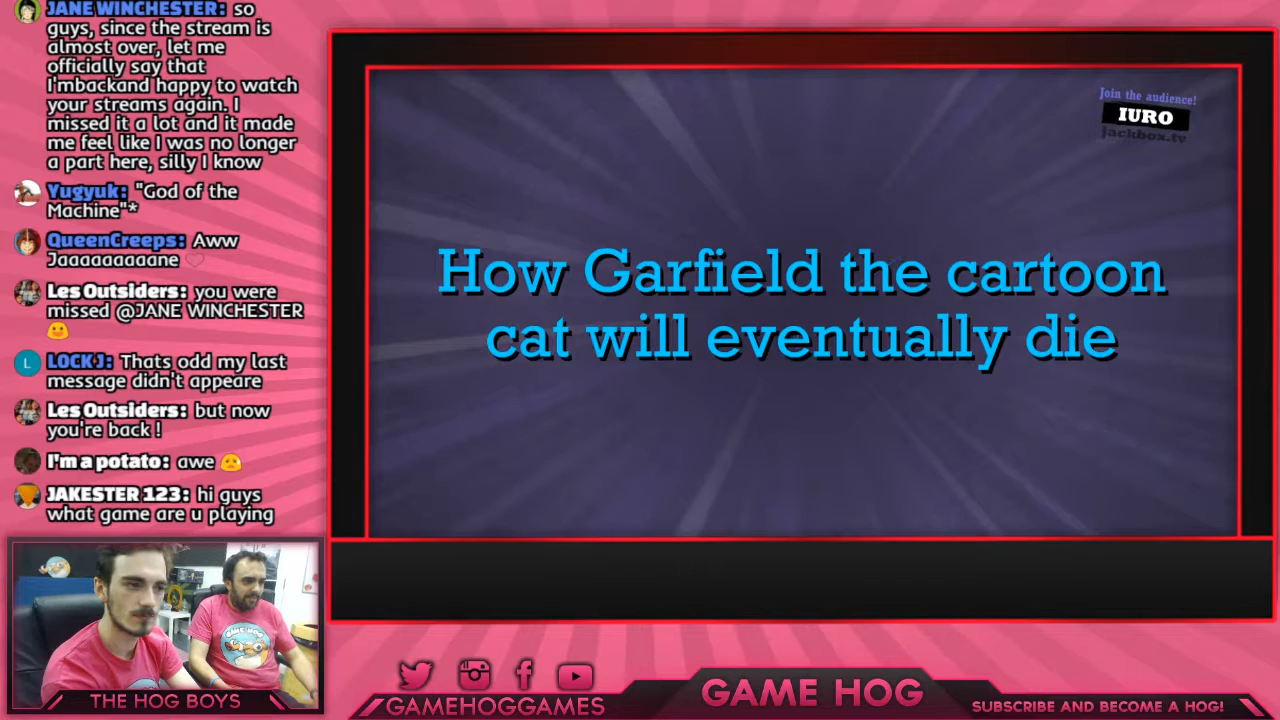 JANE WINCHESTER: so
guys, since the stream is
almost over, let me
officially say that
I'mbackand happy to watch
your streams again. I
missed it a lot and it made
me feel like I was no longer
a part here, silly I know
Yugyuk: "God of the
Machine"*
QueenCreeps: Aww
Jaaaaaaaaane
Les Outsiders: you were
missed @JANE WINCHESTER
L
LOCK J: Thats odd my last
message didn't appeare
Les Outsiders: but now
you're back !
I'm a potato: awe
JAKESTER 123: hi guys
what game are u playing
Join the audience!
IURO
jackbox.tv
How Garfield the cartoon
cat will eventually die
GAME HOG
THE HOG BOYS
@GAMEHOGGAMES
GAME HOG
SUBSCRIBE AND BECOME A HOG!